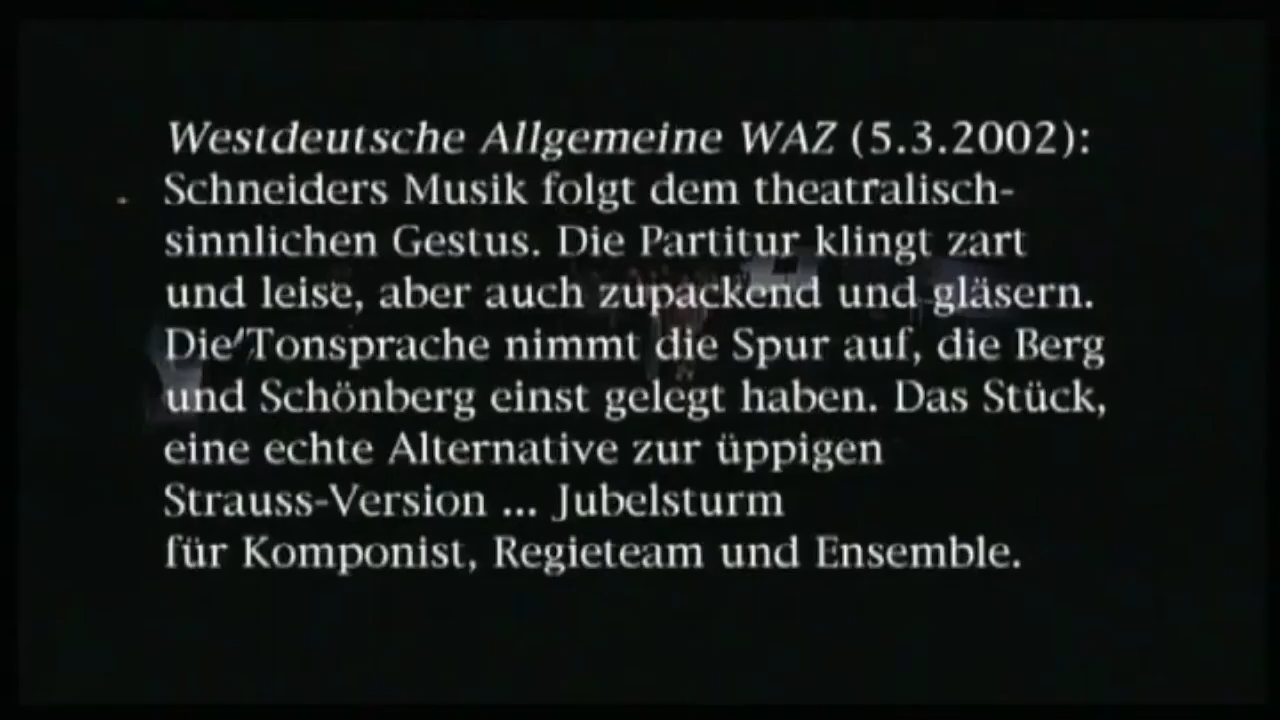 Westdeutsche Allgemeine WAZ (5.3.2002):
Schneiders Musik folgt dem theatralisch-
sinnlichen Gestus. Die Partitur klingt zart
und leise, aber auch zupackend und gläsern.
Die Tonsprache nimmt die Spur auf, die Berg
und Schönberg einst gelegt haben. Das Stück,
eine echte Alternative zur üppigen
Strauss-Version ... Jubelsturm
für Komponist, Regieteam und Ensemble.